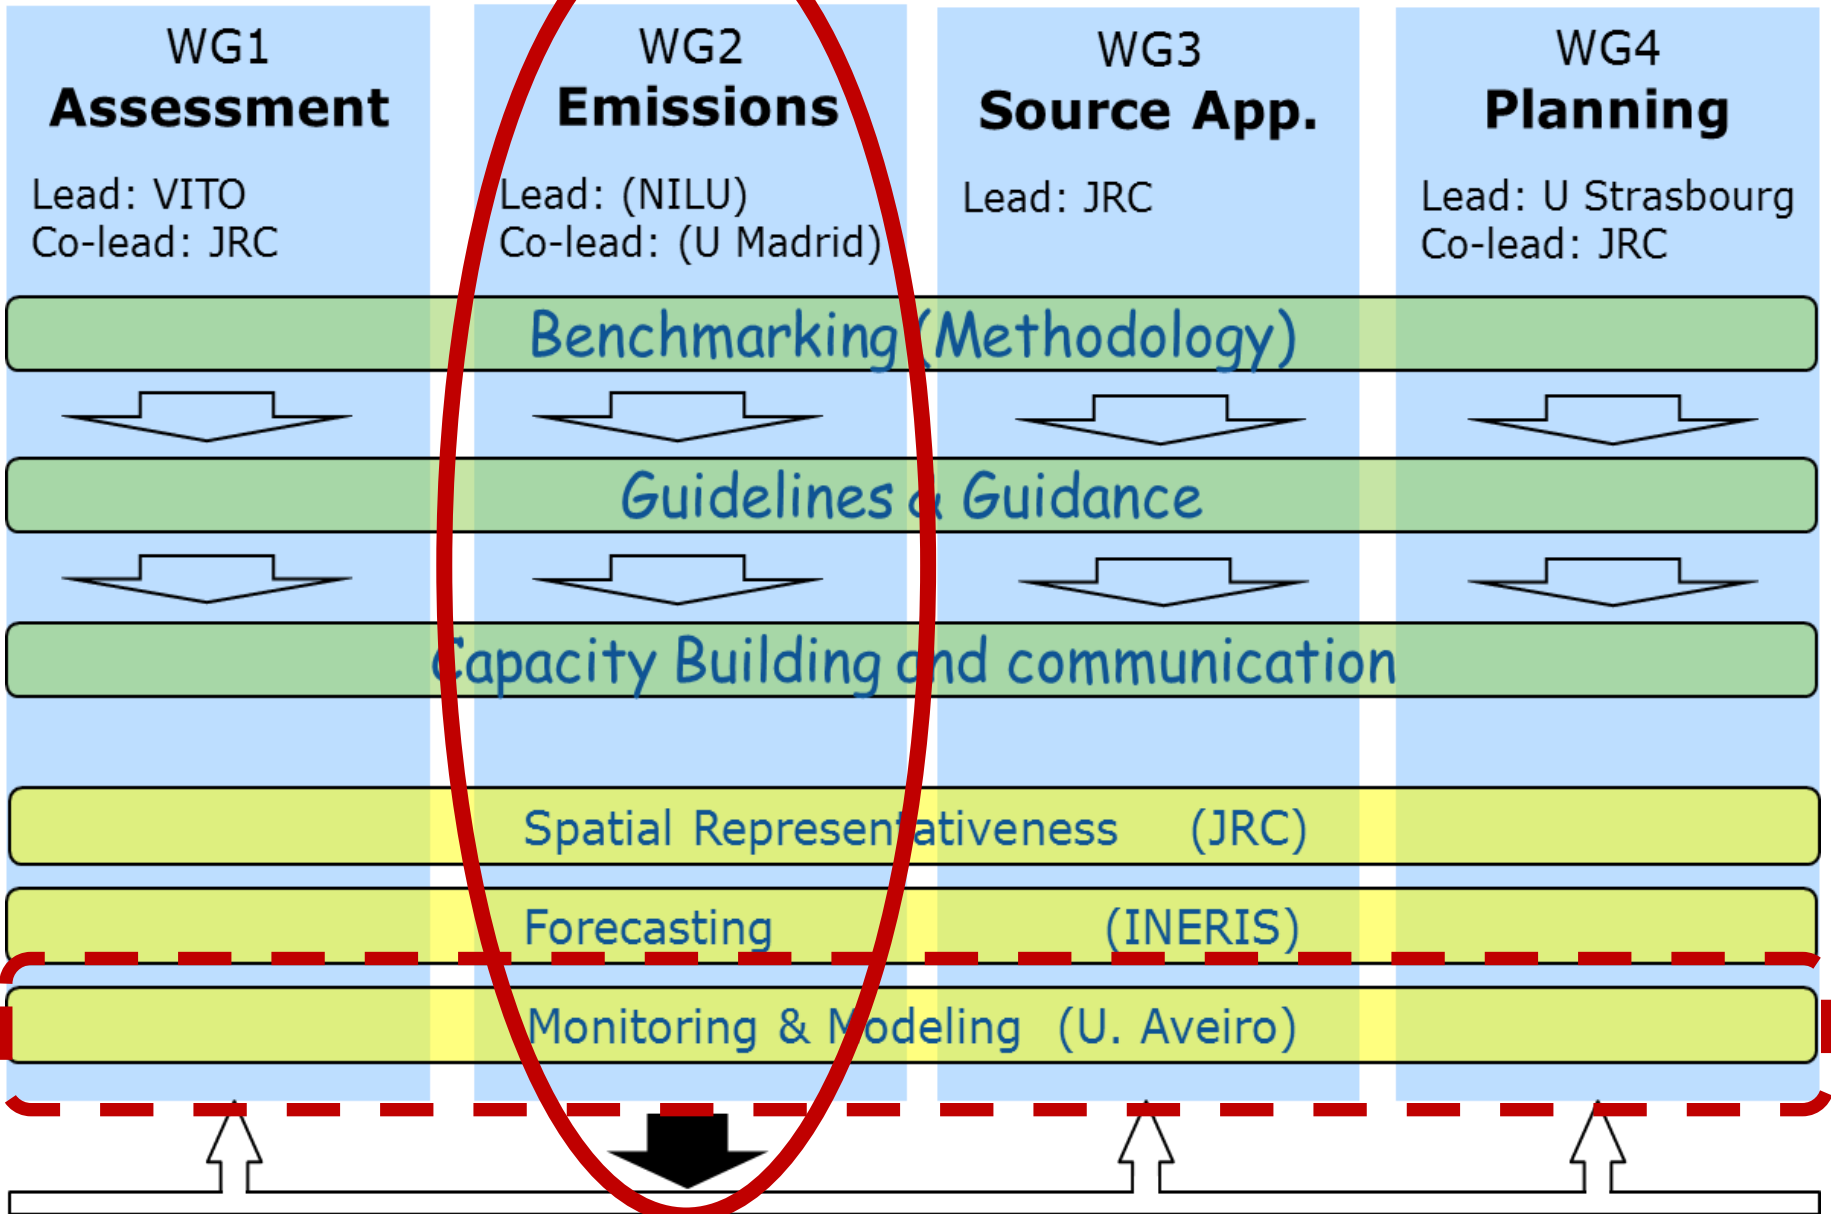 WG1
Assessment
Lead: VITO
Co-lead: JRC
WG2
Emissions
Lead: (NILU)
Co-lead: (U Madrid)
WG3
Source App.
Lead: JRC
WG4
Planning
Lead: U Strasbourg
Co-lead: JRC
Benchmarking (Methodology)
Guidelines & Guidance
Capacity Building and communication
Spatial Representativeness (JRC)
Forecasting (INERIS)
Monitoring & Modeling (U. Aveiro)